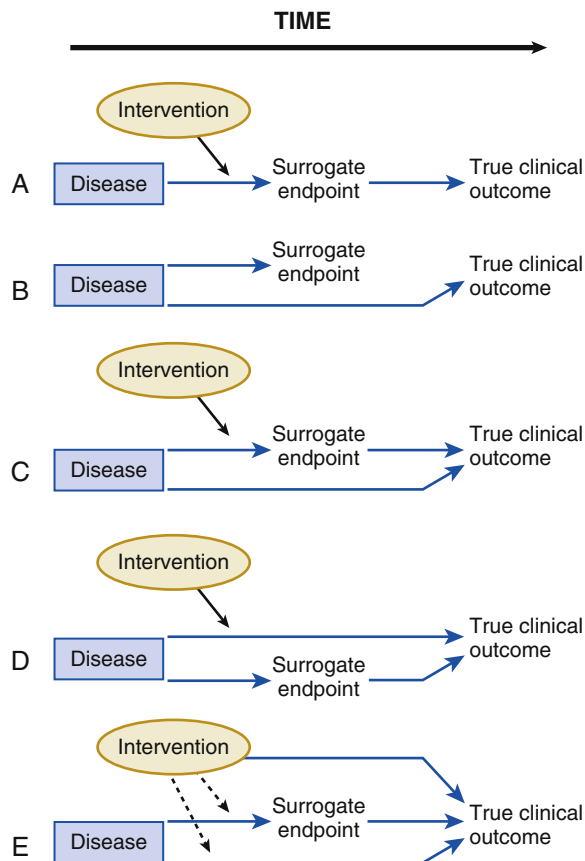 TIME
Intervention
A
Disease
Surrogate
endpoint
True clinical
outcome
B
Disease
Surrogate
endpoint
True clinical
outcome
Intervention
C
Disease
Surrogate
endpoint
True clinical
outcome
Intervention
D
Disease
True clinical
outcome
Surrogate
endpoint
Intervention
E
Disease
Surrogate
endpoint
True clinical
outcome